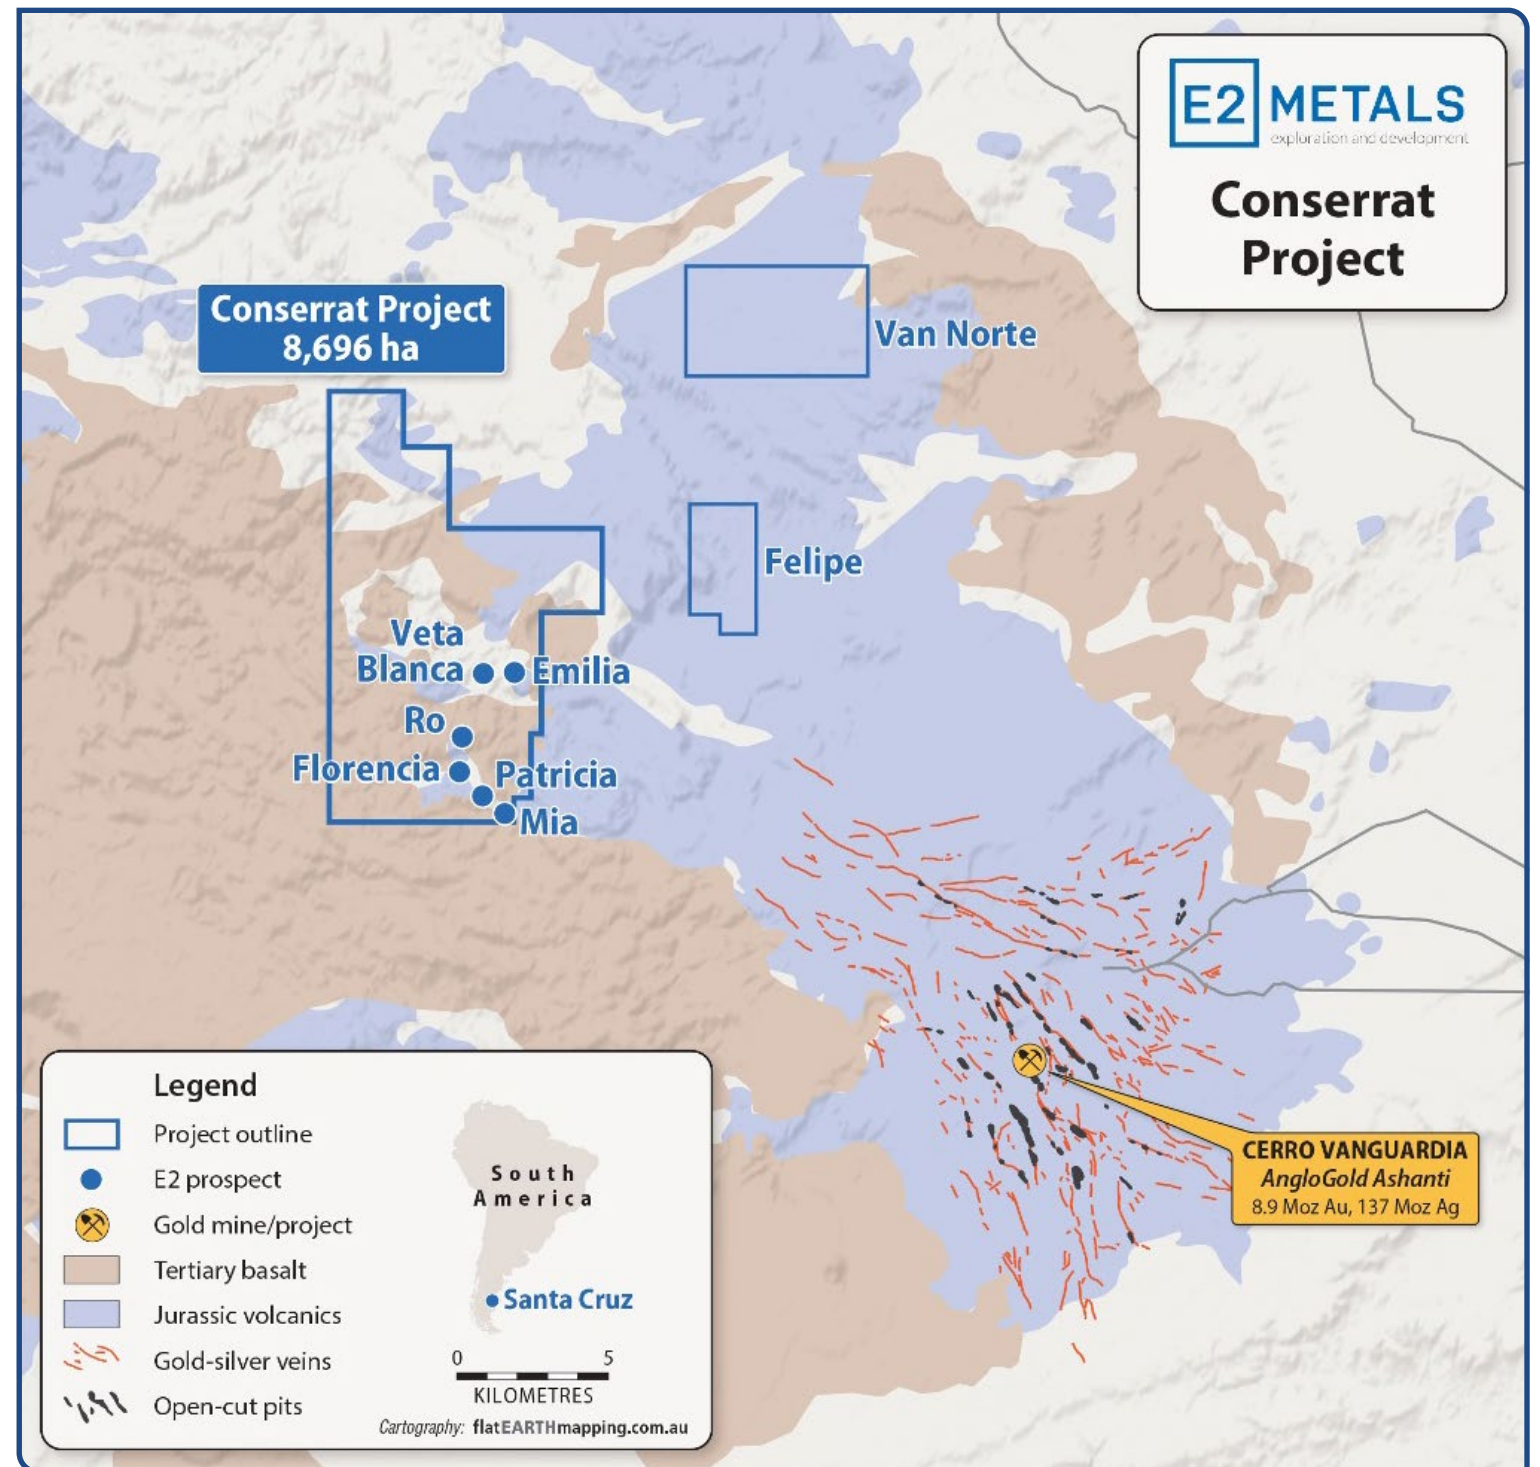 E2 METALS
exploration and development
Conserrat
Project
Conserrat Project
8,696 ha
Van Norte
Felipe
Veta
Blanca
Emilia
Ro
Florencia
Patricia
Mia
CERRO VANGUARDIA
AngloGold Ashanti
8.9 Moz Au, 137 Moz Ag
Legend
Project outline
E2 prospect
Gold mine/project
Tertiary basalt
Jurassic volcanics
Gold-silver veins
Open-cut pits
South
America
Santa Cruz
0 5
KILOMETRES
Cartography: flatEARTHmapping.com.au